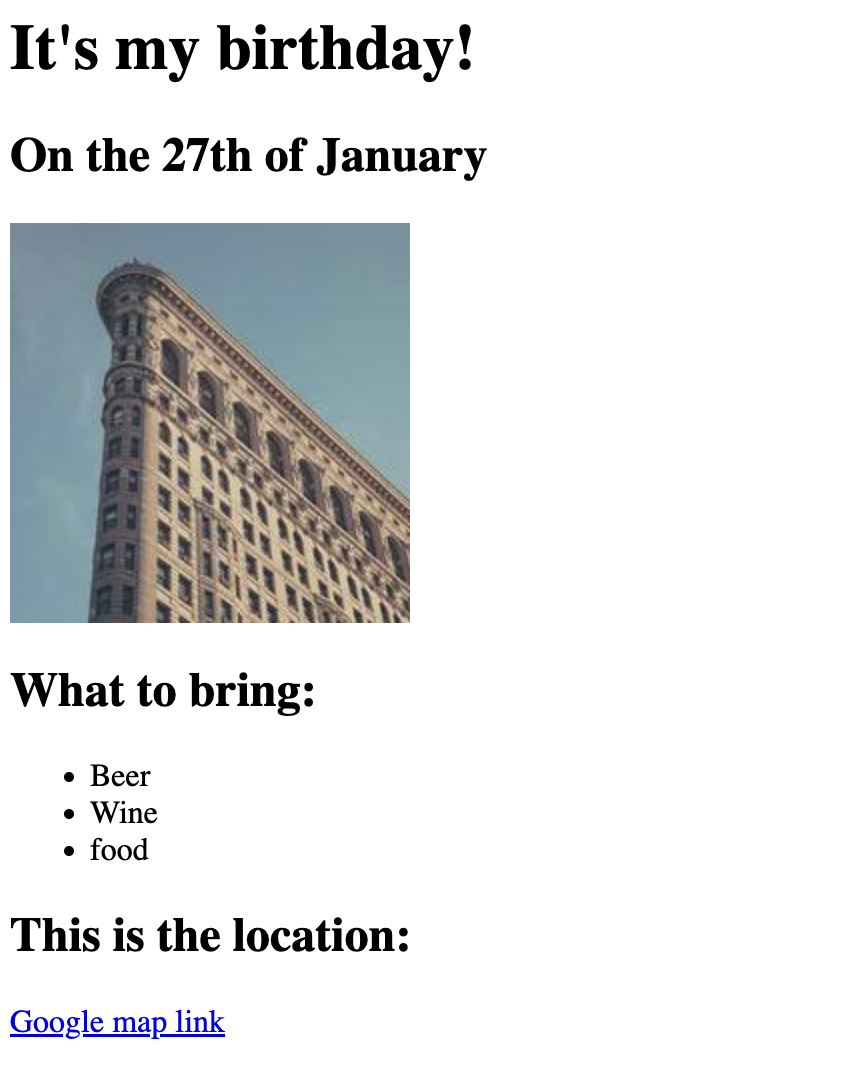 It's my birthday!
On the 27th of January
What to bring:
Beer
Wine
food
This is the location:
Google map link